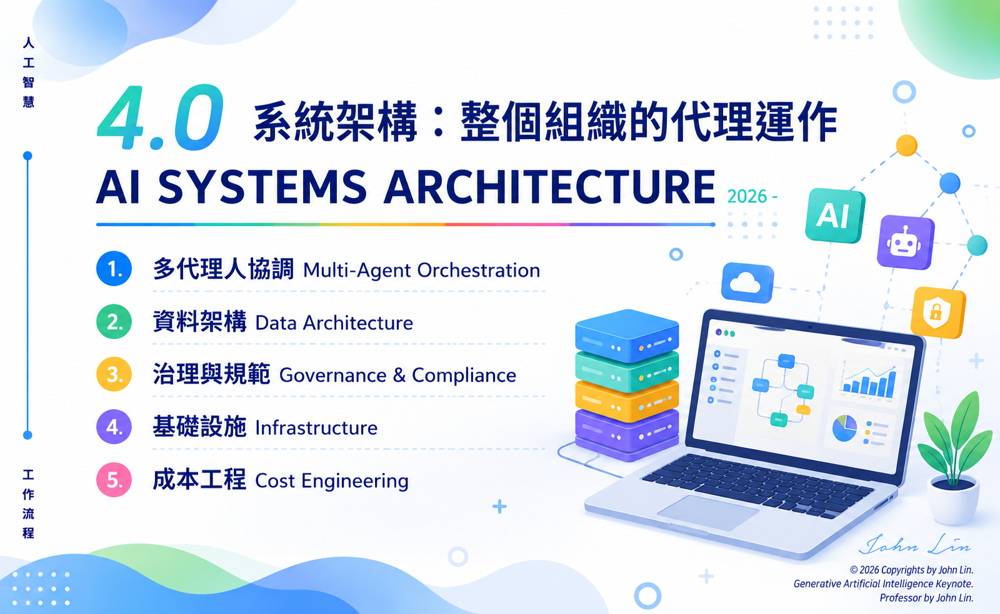 人工智慧
工作流程
4.0 系統架構：整個組織的代理運作
AI SYSTEMS ARCHITECTURE 2026 -
1. 多代理人協調 Multi-Agent Orchestration
2. 資料架構 Data Architecture
3. 治理與規範 Governance & Compliance
4. 基礎設施 Infrastructure
5. 成本工程 Cost Engineering
AI
John Lin
© 2026 Copyrights by John Lin.
Generative Artificial Intelligence Keynote.
Professor by John Lin.